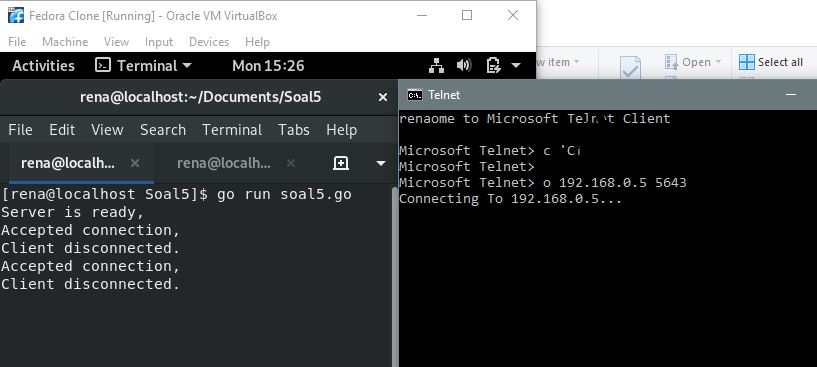 Fedora Clone [Running] - Oracle VM VirtualBox
File Machine View Input Devices Help
Activities Terminal Mon 15:26
item Open Select all
rena@localhost:~/Documents/Soal5
File Edit View Search Terminal Tabs Help
rena@localh... rena@localh...
[rena@localhost Soal5]$ go run soal5.go
Server is ready,
Accepted connection,
Client disconnected.
Accepted connection,
Client disconnected.
Telnet
renaome to Microsoft Client
Microsoft Telnet> c
Microsoft Telnet>
Microsoft Telnet> o 192.168.0.5 5643
Connecting To 192.168.0.5...